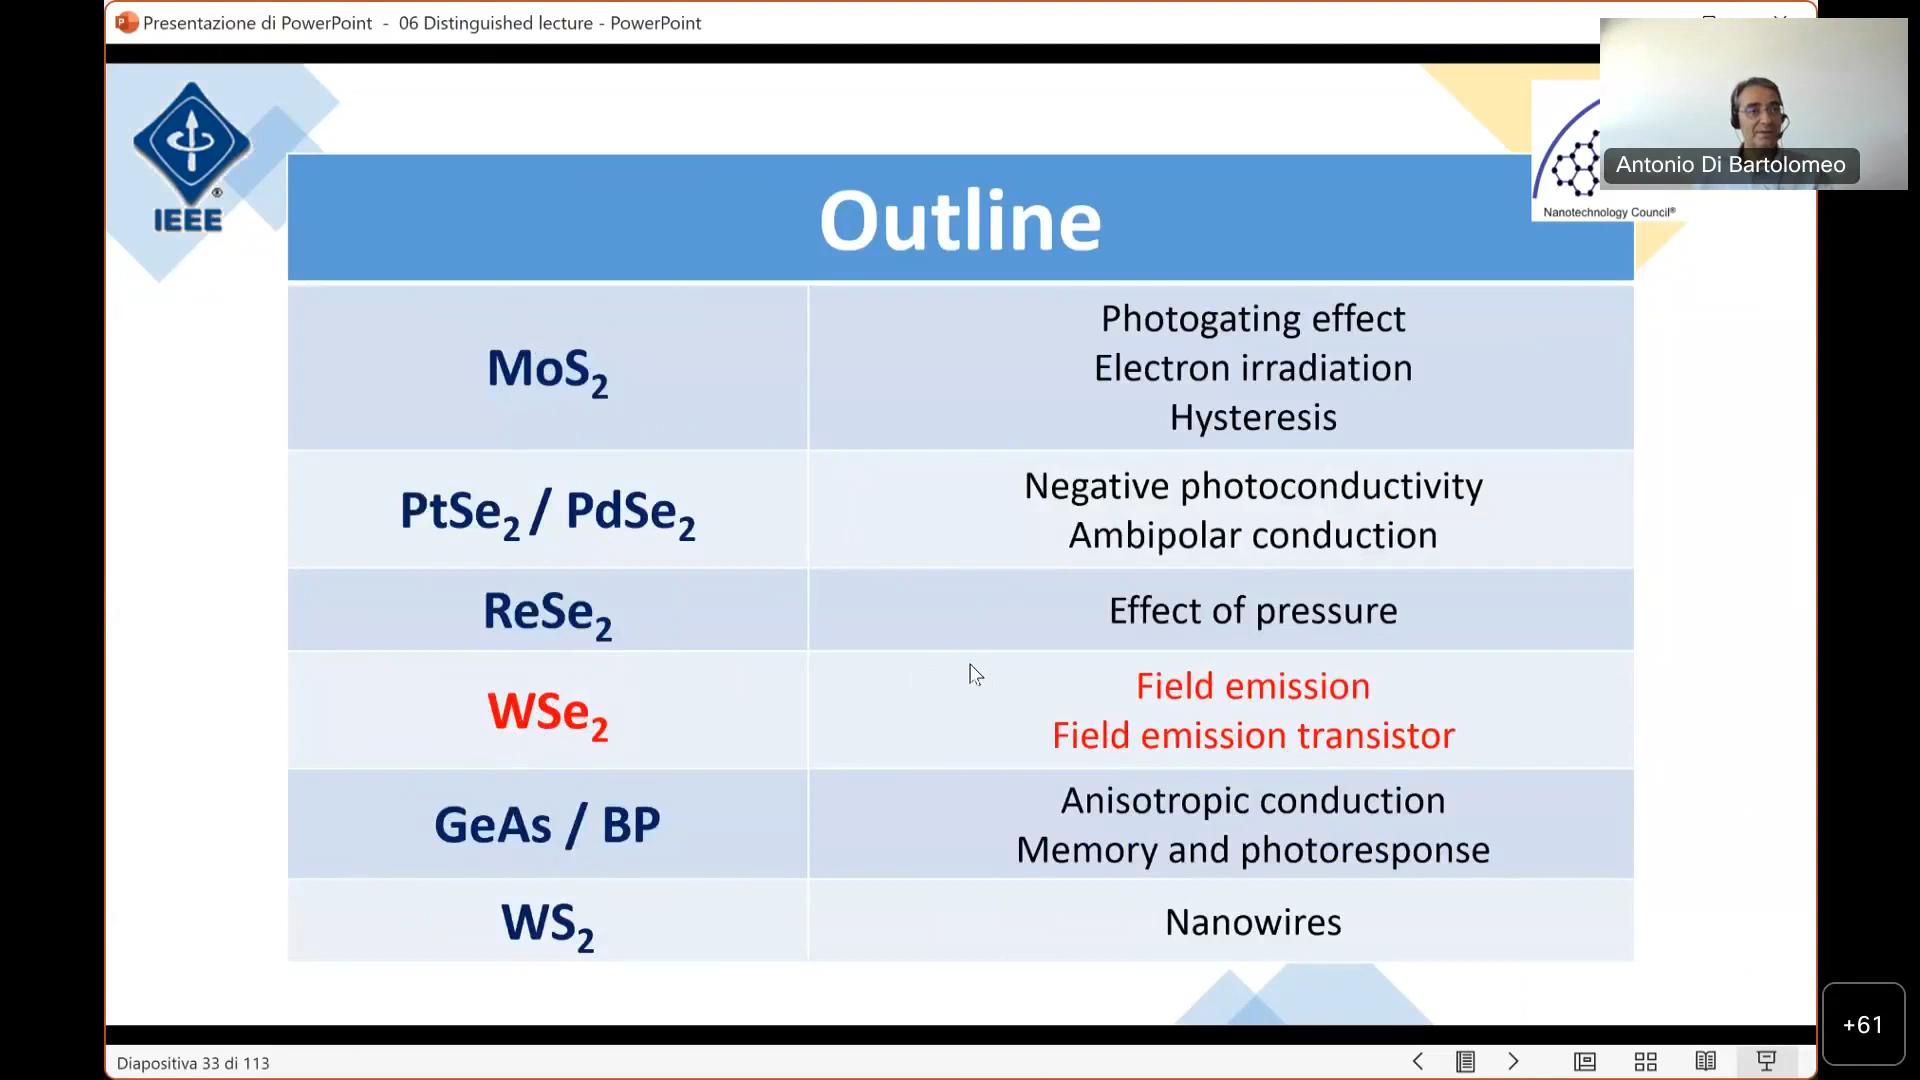 Presentazione di PowerPoint - 06 Distinguished lecture - PowerPoint
IEEE
Nanotechnology Council®
Antonio Di Bartolomeo
Outline
MoS₂
Photogating effect
Electron irradiation
Hysteresis
PtSe₂ / PdSe₂
Negative photoconductivity
Ambipolar conduction
ReSe₂
Effect of pressure
WSe₂
Field emission
Field emission transistor
GeAs / BP
Anisotropic conduction
Memory and photoresponse
WS₂
Nanowires
+61
Diapositiva 33 di 113